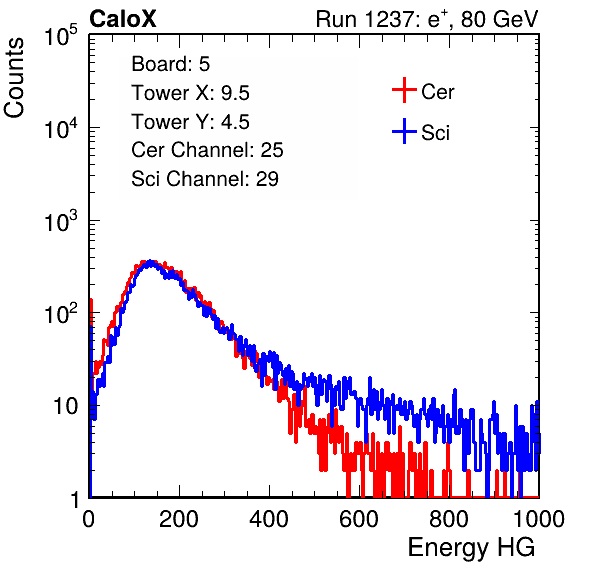 CaloX Run 1237: e⁺, 80 GeV
Board: 5
Tower X: 9.5
Tower Y: 4.5
Cer Channel: 25
Sci Channel: 29
Cer
Sci
Counts
10⁵
10⁴
10³
10²
10
1
0 200 400 600 800 1000
Energy HG